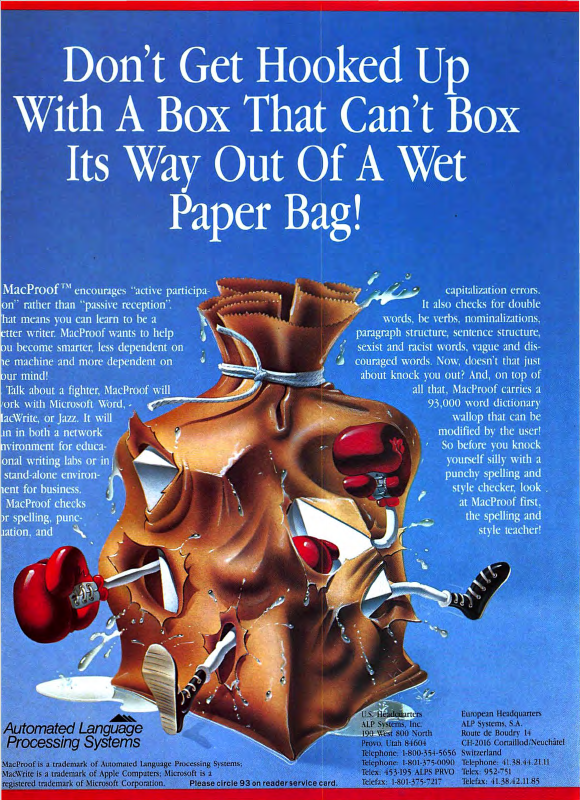 Don't Get Hooked Up
With A Box That Can't Box
Its Way Out Of A Wet
Paper Bag!
MacProof™ encourages "active participa-
on" rather than "passive reception".
hat means you can learn to be a
etter writer. MacProof wants to help
ou become smarter, less dependent on
he machine and more dependent on
our mind!
Talk about a fighter, MacProof will
ork with Microsoft Word,
MacWrite, or Jazz. It will
un in both a network
nvironment for educa-
onal writing labs or in
stand-alone environ-
ment for business.
MacProof checks
or spelling, punc-
uation, and
capitalization errors.
It also checks for double
words, be verbs, nominalizations,
paragraph structure, sentence structure,
sexist and racist words, vague and dis-
couraged words. Now, doesn't that just
about knock you out? And, on top of
all that, MacProof carries a
93,000 word dictionary
wallop that can be
modified by the user!
So before you knock
yourself silly with a
punchy spelling and
style checker, look
at MacProof first,
the spelling and
style teacher!
Automated Language
Processing Systems
MacProof is a trademark of Automated Language Processing Systems;
MacWrite is a trademark of Apple Computers; Microsoft is a
registered trademark of Microsoft Corporation.
Please circle 93 on reader service card.
U.S. Headquarters
ALP Systems, Inc.
190 West 800 North
Provo, Utah 84604
Telephone: 1-800-354-5656
Telephone: 1-801-375-0090
Telex: 453-195 ALPS PRVO
Telefax: 1-801-375-7217
European Headquarters
ALP Systems, S.A.
Route de Boudry 14
CH-2016 Cortaillod/Neuchâtel
Switzerland
Telephone: 41.38.44.21.11
Telex: 952-751
Telefax: 41.38.42.11.85